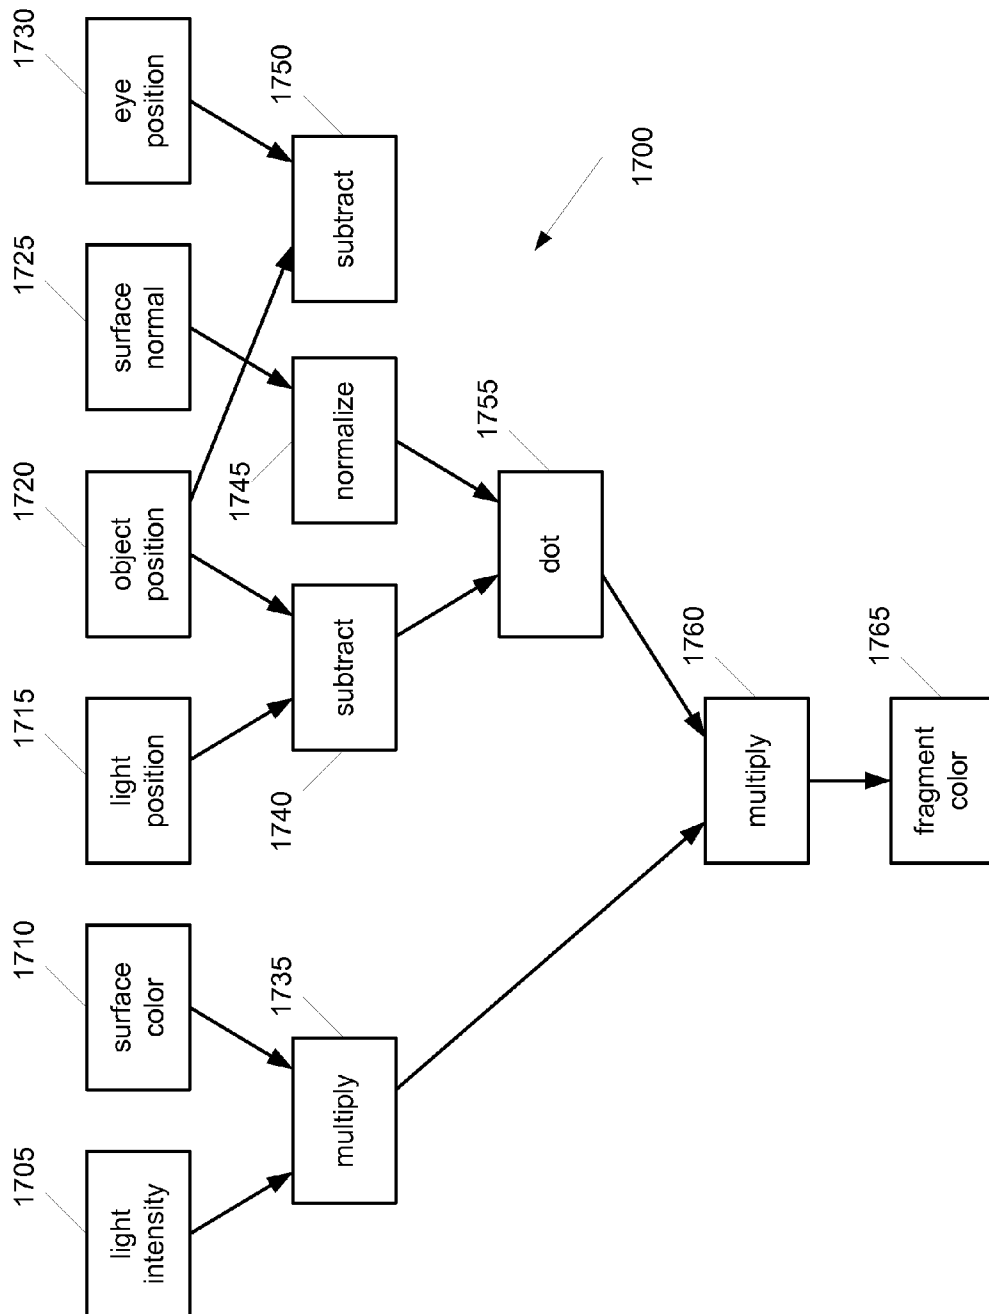 1705
1710
1715
1720
1725
1730
light
intensity
surface
color
light
position
object
position
surface
normal
eye
position
1735
1740
1745
1750
multiply
subtract
normalize
subtract
1755
dot
1700
1760
multiply
1765
fragment
color